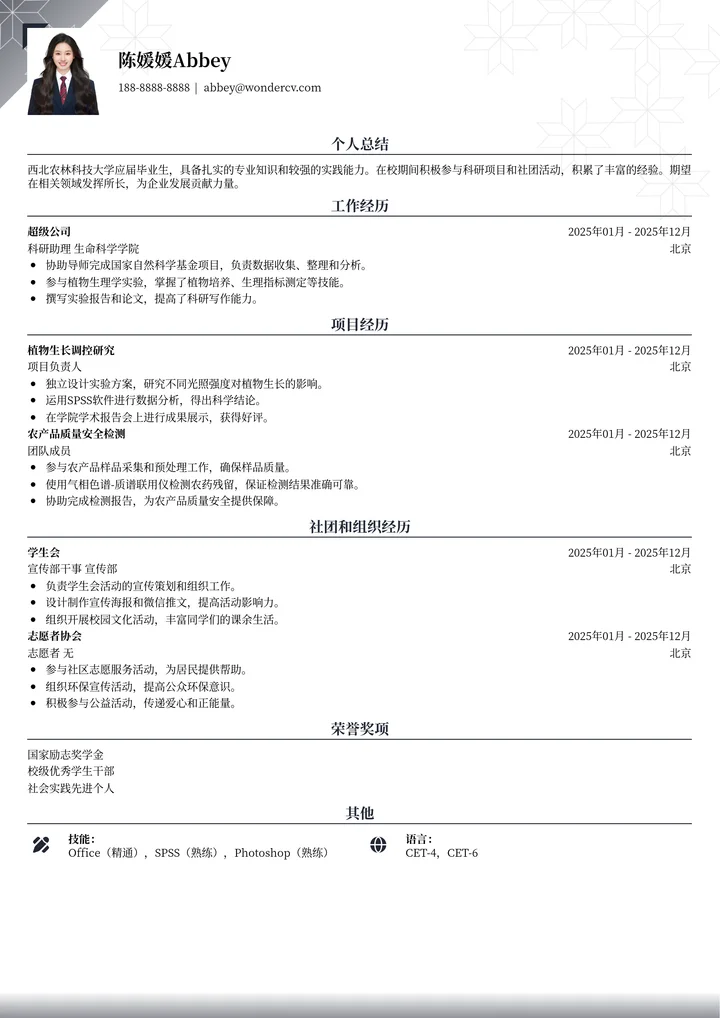 陈媛媛Abbey
188-8888-8888 | abbey@wondercv.com
个人总结
西北农林科技大学应届毕业生，具备扎实的专业知识和较强的实践能力。在校期间积极参与科研项目和社团活动，积累了丰富的经验。期望
在相关领域发挥所长，为企业发展贡献力量。
工作经历
超级公司 2025年01月 - 2025年12月
科研助理 生命科学学院 北京
• 协助导师完成国家自然科学基金项目，负责数据收集、整理和分析。
• 参与植物生理学实验，掌握了植物培养、生理指标测定等技能。
• 撰写实验报告和论文，提高了科研写作能力。
项目经历
植物生长调控研究 2025年01月 - 2025年12月
项目负责人 北京
• 独立设计实验方案，研究不同光照强度对植物生长的影响。
• 运用SPSS软件进行数据分析，得出科学结论。
• 在学院学术报告会上进行成果展示，获得好评。
农产品质量安全检测 2025年01月 - 2025年12月
团队成员 北京
• 参与农产品样品采集和预处理工作，确保样品质量。
• 使用气相色谱-质谱联用仪检测农药残留，保证检测结果准确可靠。
• 协助完成检测报告，为农产品质量安全提供保障。
社团和组织经历
学生会 2025年01月 - 2025年12月
宣传部干事 宣传部 北京
• 负责学生会活动的宣传策划和组织工作。
• 设计制作宣传海报和微信推文，提高活动影响力。
• 组织开展校园文化活动，丰富同学们的课余生活。
志愿者协会 2025年01月 - 2025年12月
志愿者 无 北京
• 参与社区志愿服务活动，为居民提供帮助。
• 组织环保宣传活动，提高公众环保意识。
• 积极参与公益活动，传递爱心和正能量。
荣誉奖项
国家励志奖学金
校级优秀学生干部
社会实践先进个人
其他
技能： 语言：
Office（精通），SPSS（熟练），Photoshop（熟练） CET-4，CET-6